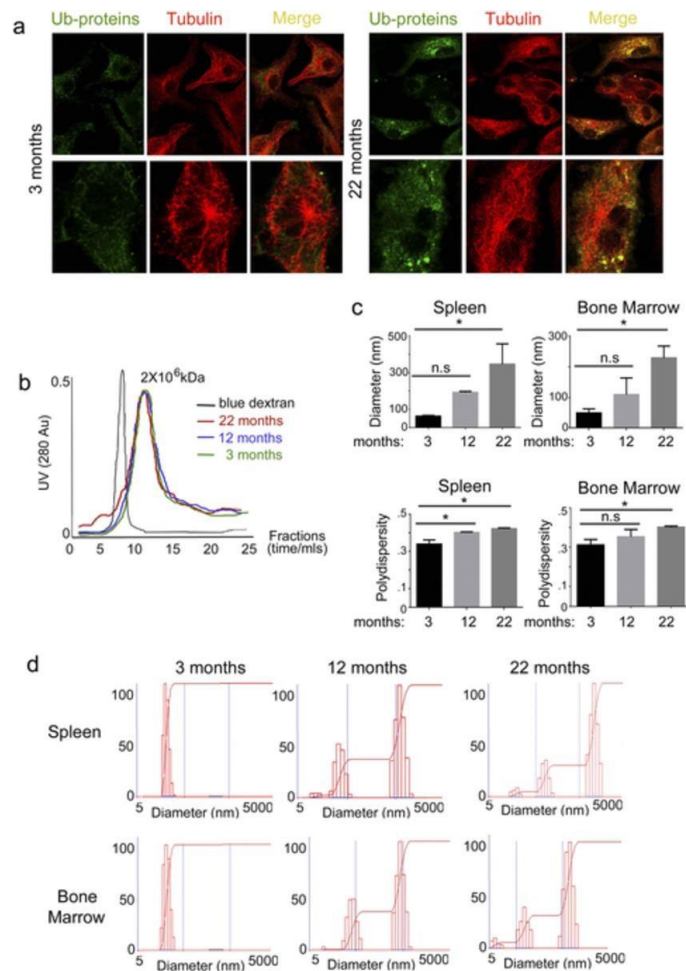 a
Ub-proteins Tubulin Merge Ub-proteins Tubulin Merge
3 months
22 months
b
0.5
0
UV (280 Au)
2X10⁶kDa
blue dextran
22 months
12 months
3 months
2 5 10 15 20 25
Fractions
(time/mls)
c
Spleen
500
300
100
Diameter (nm)
*
n.s
months: 3 12 22
Bone Marrow
300
100
Diameter (nm)
*
n.s
months: 3 12 22
Spleen
.5
.3
.1
0
Polydispersity
*
*
months: 3 12 22
Bone Marrow
.5
.3
.1
0
Polydispersity
*
n.s
months: 3 12 22
d
3 months 12 months 22 months
Spleen
100
50
0
5 Diameter (nm) 5000
100
50
0
5 Diameter (nm) 5000
100
50
0
5 Diameter (nm) 5000
Bone
Marrow
100
50
0
5 Diameter (nm) 5000
100
50
0
5 Diameter (nm) 5000
100
50
0
5 Diameter (nm) 5000